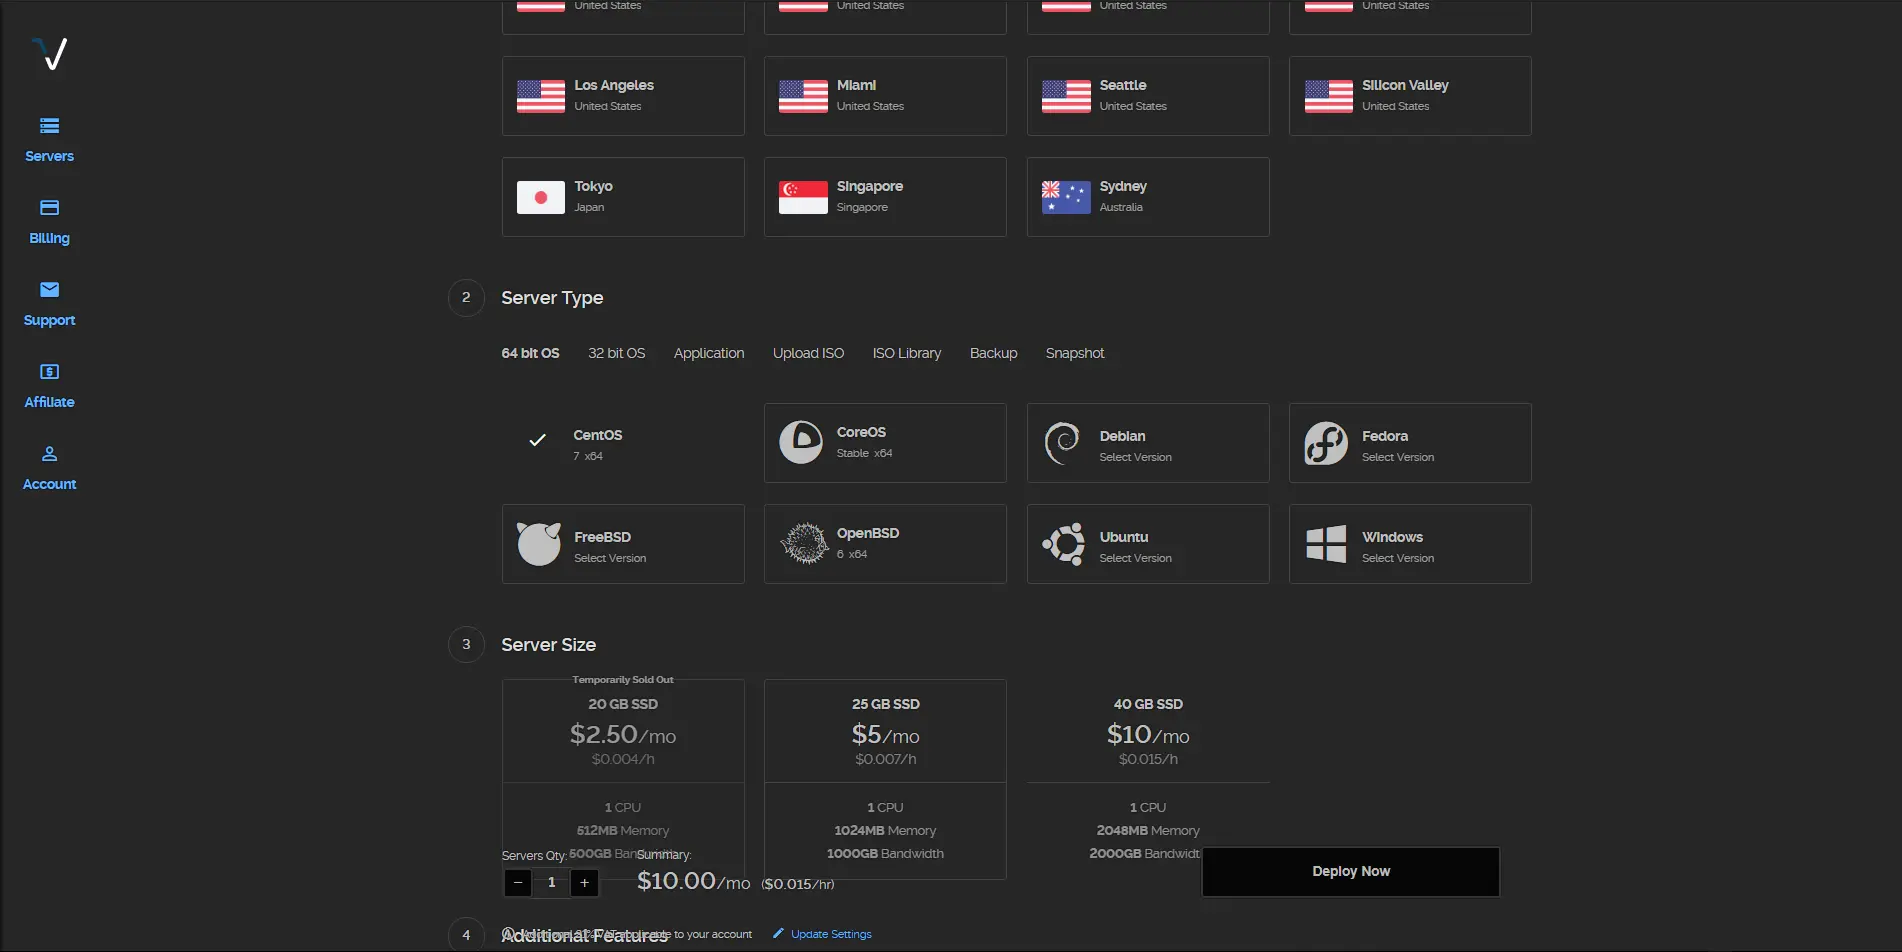 United States United States United States United States
Los Angeles Miami Seattle Silicon Valley
United States United States United States United States
Tokyo Singapore Sydney
Japan Singapore Australia
Servers
Billing
Support
Affiliate
Account
2 Server Type
64 bit OS 32 bit OS Application Upload ISO ISO Library Backup Snapshot
CentOS CoreOS Debian Fedora
7 x64 Stable x64 Select Version Select Version
FreeBSD OpenBSD Ubuntu Windows
Select Version 6 x64 Select Version Select Version
3 Server Size
Temporarily Sold Out
20 GB SSD 25 GB SSD 40 GB SSD
$2.50/mo $5/mo $10/mo
$0.004/h $0.007/h $0.015/h
1 CPU 1 CPU 1 CPU
512MB Memory 1024MB Memory 2048MB Memory
500GB 1000GB Bandwidth 2000GB Bandwidt
Servers Qty: Summary:
− 1 + $10.00/mo ($0.015/hr) Deploy Now
4 Additional Features
applicable to your account Update Settings